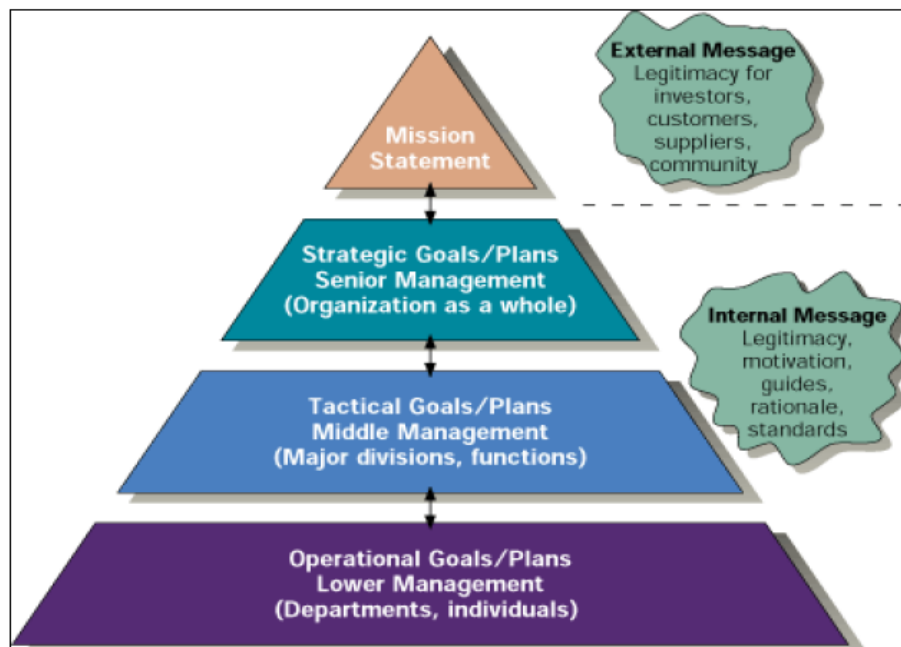 External Message
Legitimacy for
investors,
customers,
suppliers,
community
Mission
Statement
Strategic Goals/Plans
Senior Management
(Organization as a whole)
Internal Message
Legitimacy,
motivation,
guides,
rationale,
standards
Tactical Goals/Plans
Middle Management
(Major divisions, functions)
Operational Goals/Plans
Lower Management
(Departments, individuals)